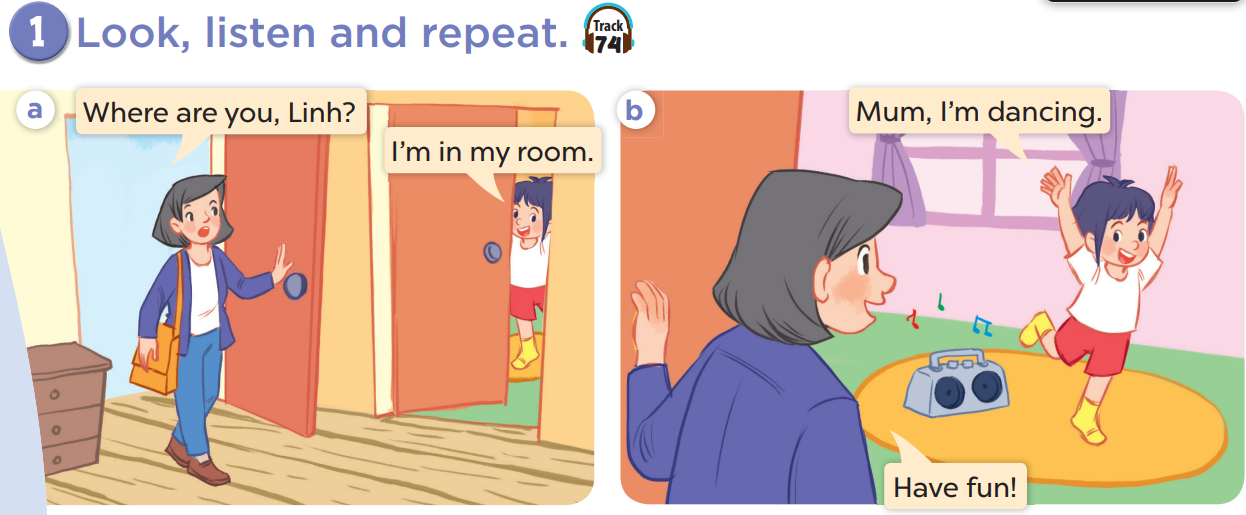 1 Look, listen and repeat. Track 74
a
Where are you, Linh?
I'm in my room.
b
Mum, I'm dancing.
Have fun!